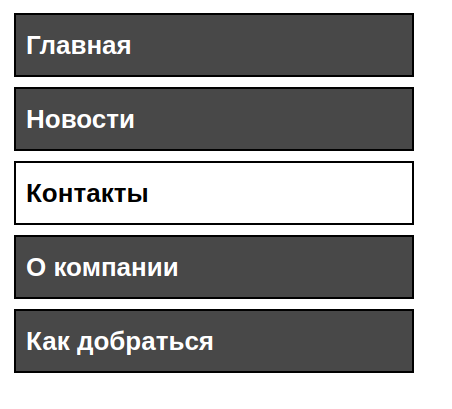 Главная
Новости
Контакты
О компании
Как добраться